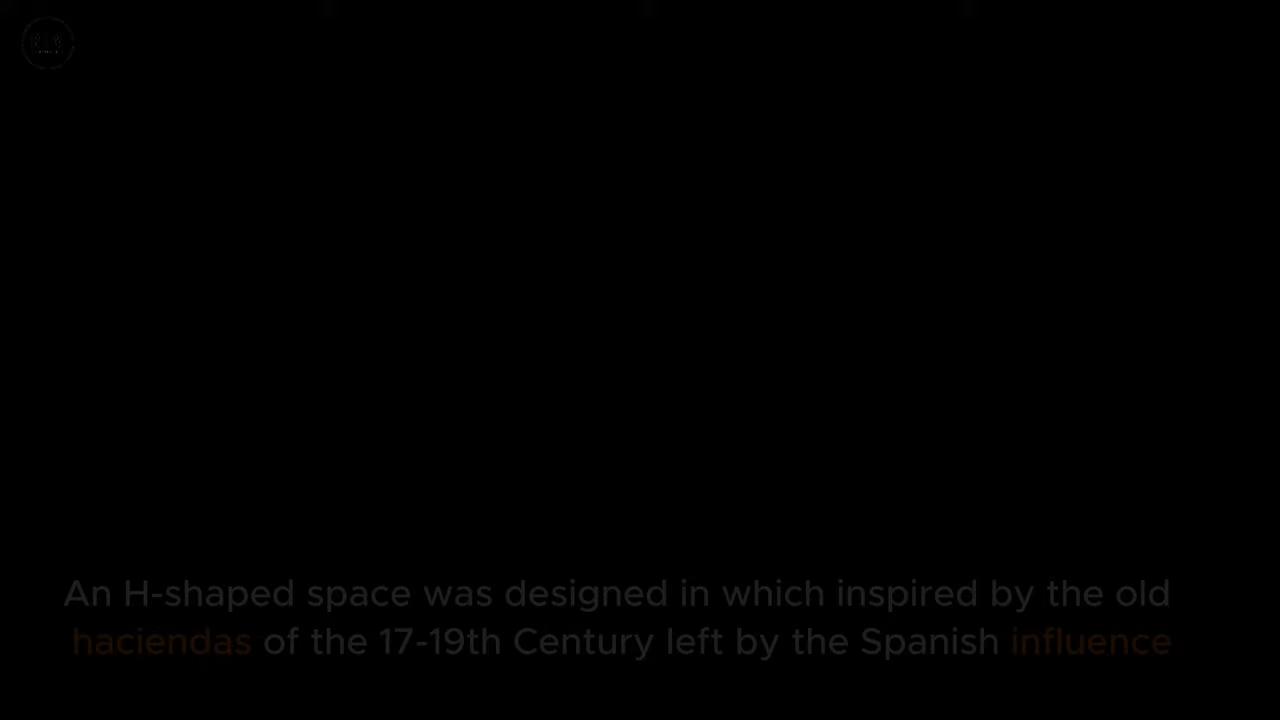 An H-shaped space was designed in which inspired by the old
haciendas of the 17-19th Century left by the Spanish influence